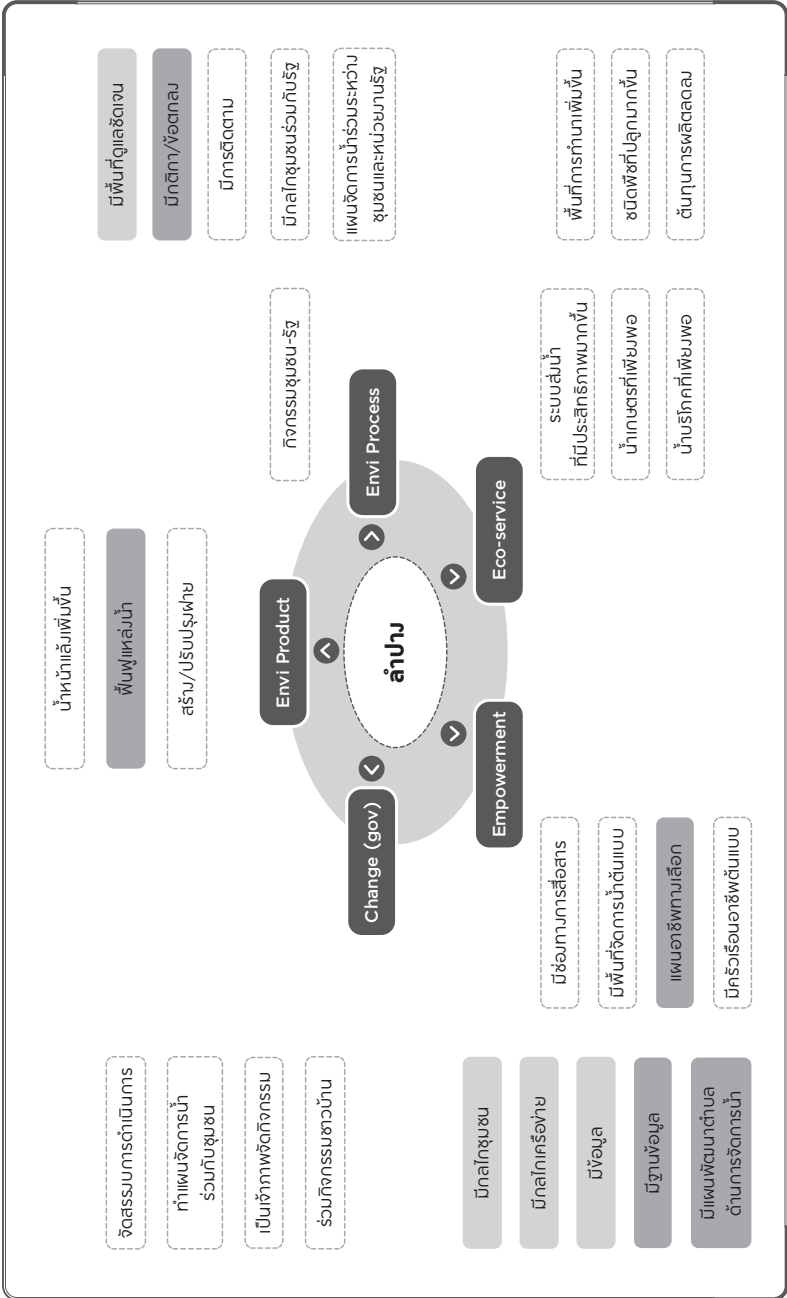 น้ำหน้าแล้งเพิ่มขึ้น
ฟื้นฟูแหล่งน้ำ
สร้าง/ปรับปรุงฝาย
Envi Product
มีพื้นที่ดูแลชัดเจน
มีกติกา/ข้อตกลง
มีการติดตาม
มีกลไกชุมชนร่วมกับรัฐ
แผนจัดการน้ำร่วมระหว่าง
ชุมชนและหน่วยงานรัฐ
กิจกรรมชุมชน-รัฐ
Envi Process
Eco-service
ระบบส่งน้ำ
ที่มีประสิทธิภาพมากขึ้น
น้ำเกษตรที่เพียงพอ
น้ำบริโภคที่เพียงพอ
พื้นที่การทำนาเพิ่มขึ้น
ชนิดพืชที่ปลูกมากขึ้น
ต้นทุนการผลิตลดลง
ลำปาง
Empowerment
มีช่องทางการสื่อสาร
มีพื้นที่จัดการน้ำต้นแบบ
แผนอาชีพทางเลือก
มีครัวเรือนอาชีพต้นแบบ
มีกลไกชุมชน
มีกลไกเครือข่าย
มีข้อมูล
มีฐานข้อมูล
มีแผนพัฒนาตำบล
ด้านการจัดการน้ำ
Change (gov)
จัดสรรงบการดำเนินการ
ทำแผนจัดการน้ำ
ร่วมกับชุมชน
เป็นเจ้าภาพจัดกิจกรรม
ร่วมกิจกรรมชาวบ้าน